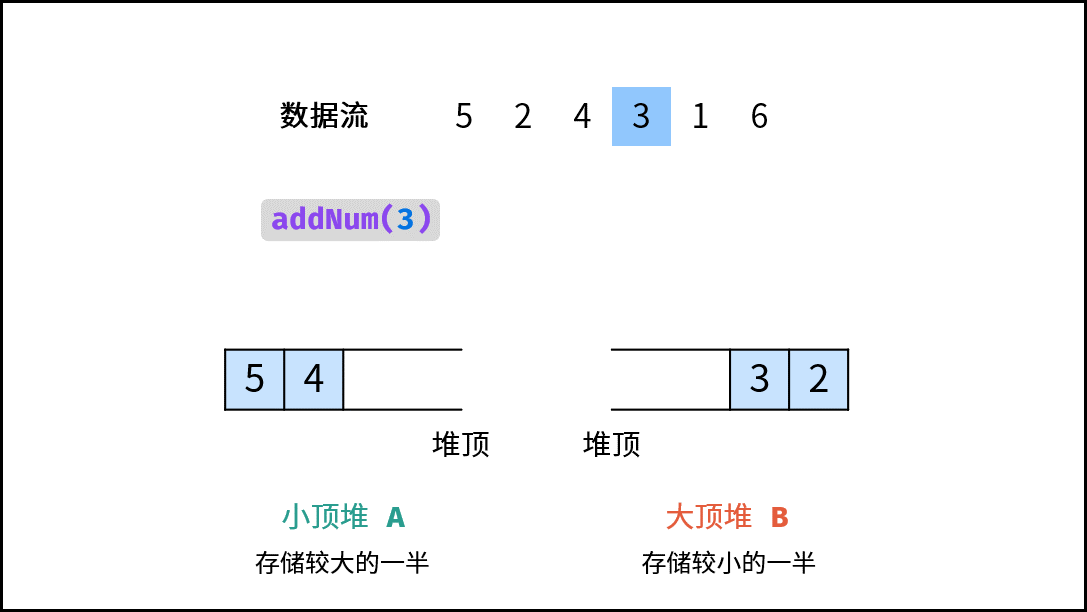 数据流 5 2 4 3 1 6
addNum(3)
5 4 3 2
堆顶 堆顶
小顶堆 A 大顶堆 B
存储较大的一半 存储较小的一半